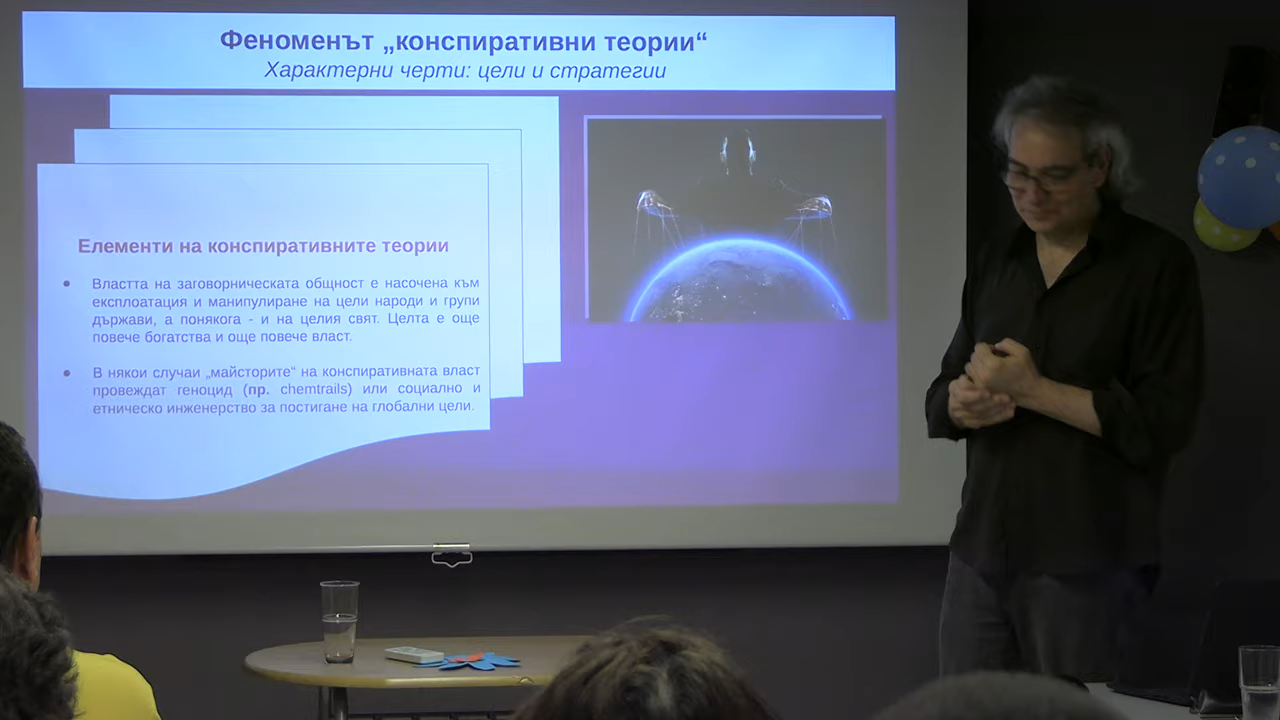 Феноменът „конспиративни теории“
Характерни черти: цели и стратегии
Елементи на конспиративните теории
Властта на заговорническата общност е насочена към
експлоатация и манипулиране на цели народи и групи
държави, а понякога - и на целия свят. Целта е още
повече богатства и още повече власт.
В някои случаи „майсторите“ на конспиративната власт
провеждат геноцид (пр. chemtrails) или социално и
етническо инженерство за постигане на глобални цели.